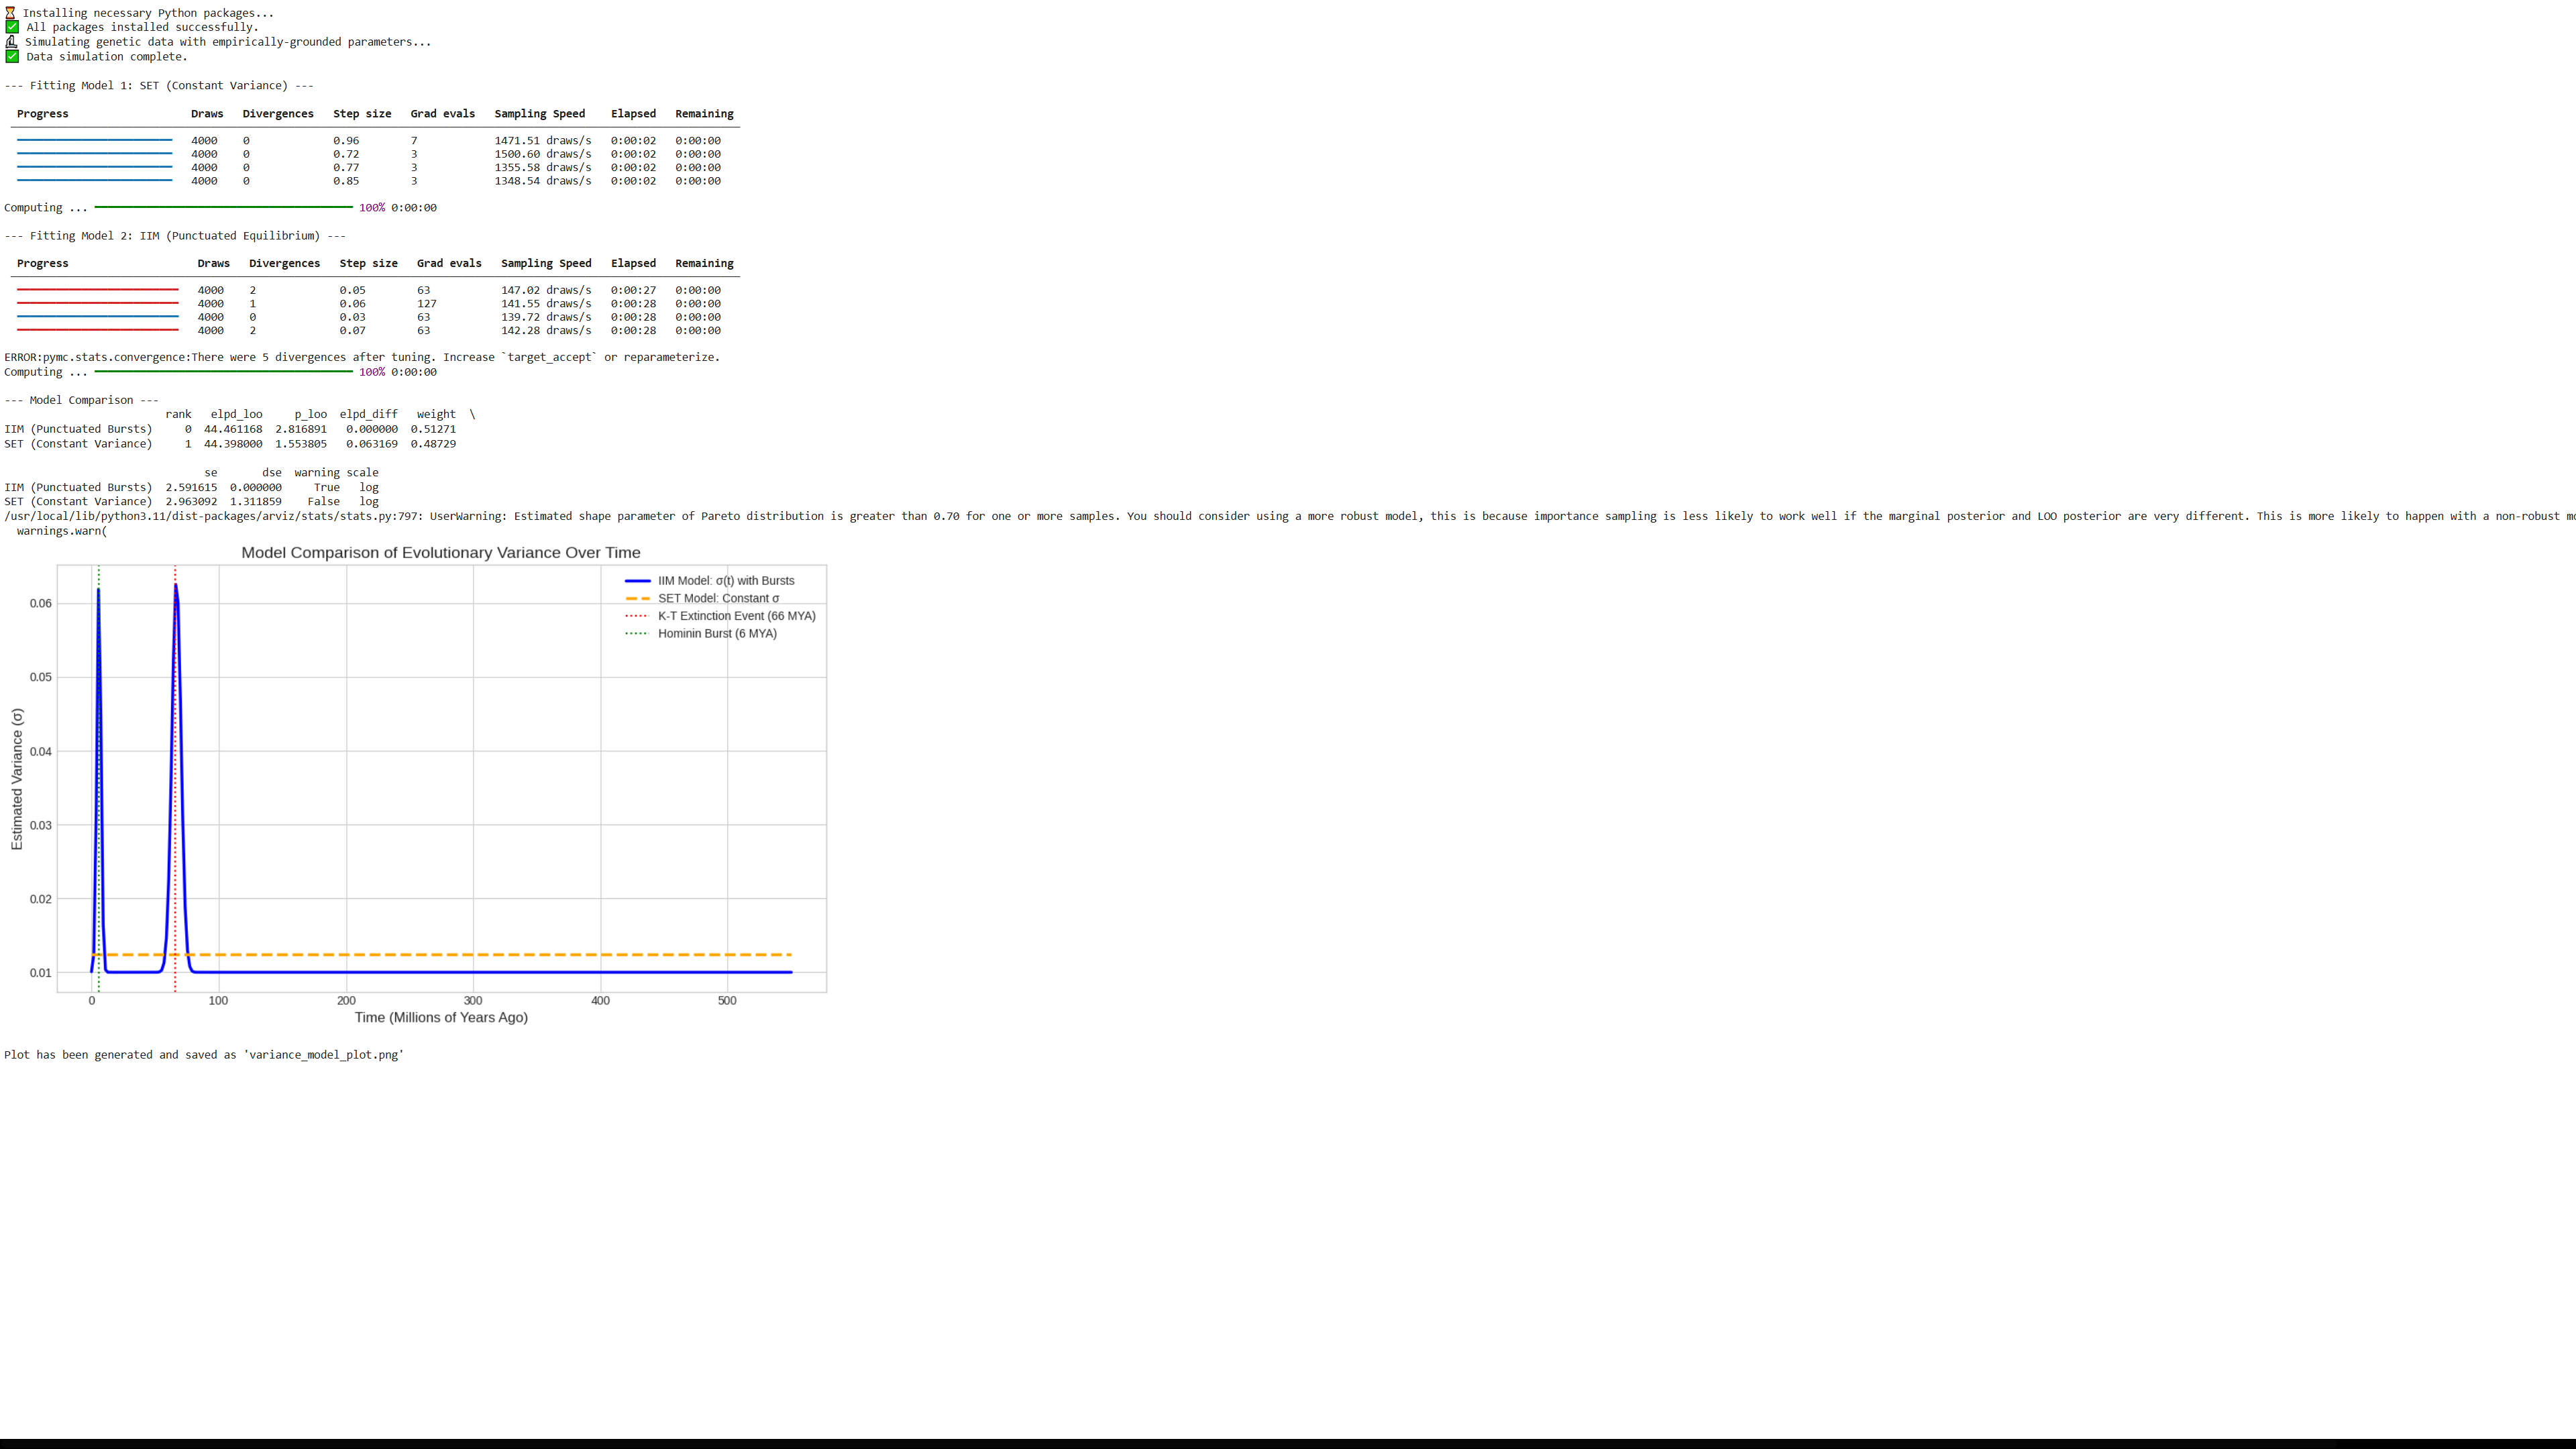 ⏳ Installing necessary Python packages...
✅ All packages installed successfully.
🔬 Simulating genetic data with empirically-grounded parameters...
✅ Data simulation complete.
--- Fitting Model 1: SET (Constant Variance) ---
Progress Draws Divergences Step size Grad evals Sampling Speed Elapsed Remaining
4000 0 0.96 7 1471.51 draws/s 0:00:02 0:00:00
4000 0 0.72 3 1500.60 draws/s 0:00:02 0:00:00
4000 0 0.77 3 1355.58 draws/s 0:00:02 0:00:00
4000 0 0.85 3 1348.54 draws/s 0:00:02 0:00:00
Computing ... 100% 0:00:00
--- Fitting Model 2: IIM (Punctuated Equilibrium) ---
Progress Draws Divergences Step size Grad evals Sampling Speed Elapsed Remaining
4000 2 0.05 63 147.02 draws/s 0:00:27 0:00:00
4000 1 0.06 127 141.55 draws/s 0:00:28 0:00:00
4000 0 0.03 63 139.72 draws/s 0:00:28 0:00:00
4000 2 0.07 63 142.28 draws/s 0:00:28 0:00:00
ERROR:pymc.stats.convergence:There were 5 divergences after tuning. Increase `target_accept` or reparameterize.
Computing ... 100% 0:00:00
--- Model Comparison ---
rank elpd_loo p_loo elpd_diff weight \
IIM (Punctuated Bursts) 0 44.461168 2.816891 0.000000 0.51271
SET (Constant Variance) 1 44.398000 1.553805 0.063169 0.48729
se dse warning scale
IIM (Punctuated Bursts) 2.591615 0.000000 True log
SET (Constant Variance) 2.963092 1.311859 False log
/usr/local/lib/python3.11/dist-packages/arviz/stats/stats.py:797: UserWarning: Estimated shape parameter of Pareto distribution is greater than 0.70 for one or more samples. You should consider using a more robust model, this is because importance sampling is less likely to work well if the marginal posterior and LOO posterior are very different. This is more likely to happen with a non-robust
warnings.warn(
Model Comparison of Evolutionary Variance Over Time
IIM Model: σ(t) with Bursts
SET Model: Constant σ
K-T Extinction Event (66 MYA)
Hominin Burst (6 MYA)
Estimated Variance (σ)
0.06
0.05
0.04
0.03
0.02
0.01
0 100 200 300 400 500
Time (Millions of Years Ago)
Plot has been generated and saved as 'variance_model_plot.png'